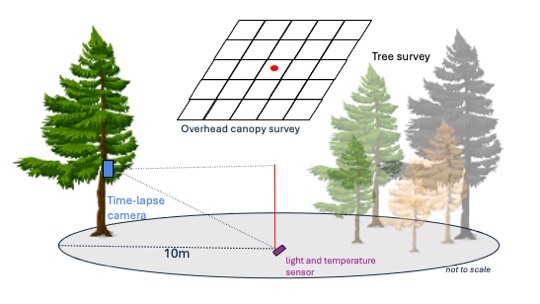 Tree survey
Overhead canopy survey
Time-lapse
camera
10m
light and temperature
sensor
not to scale